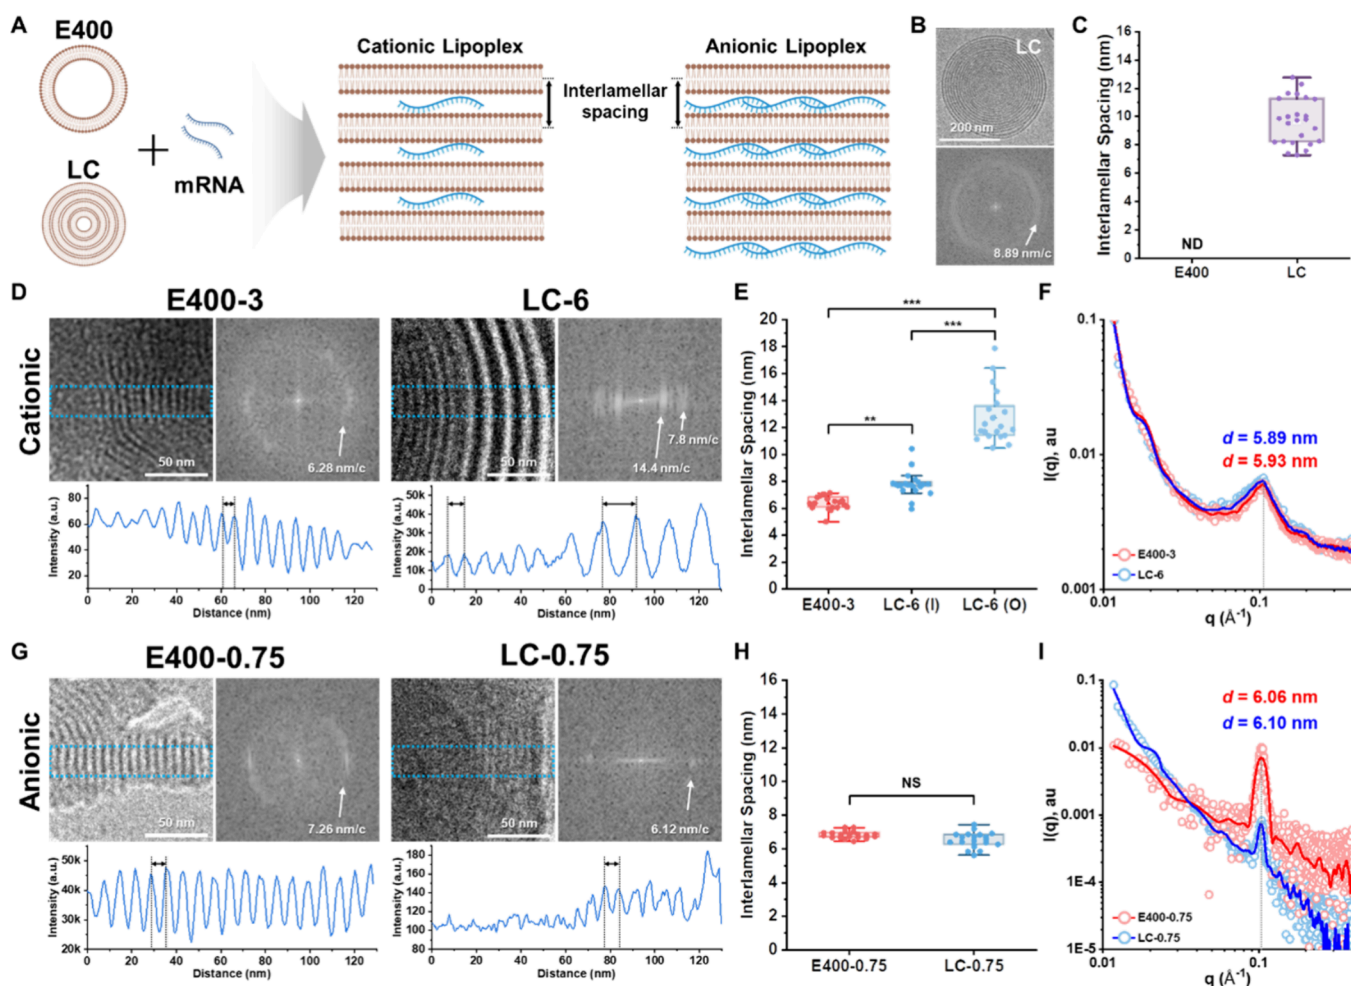 A
E400
LC
mRNA
Cationic Lipoplex
Anionic Lipoplex
Interlamellar
spacing
B
LC
200 nm
8.89 nm/c
C
Interlamellar Spacing (nm)
16
14
12
10
8
6
4
2
0
ND
E400
LC
D
E400-3
LC-6
Cationic
50 nm
6.28 nm/c
50 nm
14.4 nm/c
7.8 nm/c
Intensity (a.u.)
80
60
40
20
0 20 40 60 80 100 120
Distance (nm)
Intensity (a.u.)
50k
40k
30k
20k
10k
0
0 20 40 60 80 100 120
Distance (nm)
E
Interlamellar Spacing (nm)
20
18
16
14
12
10
8
6
4
2
0
***
***
**
E400-3
LC-6 (I)
LC-6 (O)
F
I(q), au
0.1
0.01
0.001
d = 5.89 nm
d = 5.93 nm
E400-3
LC-6
0.01
0.1
q (Å⁻¹)
G
E400-0.75
LC-0.75
Anionic
50 nm
7.26 nm/c
50 nm
6.12 nm/c
Intensity (a.u.)
50k
40k
30k
20k
0 20 40 60 80 100 120
Distance (nm)
Intensity (a.u.)
180
160
140
120
100
80
0 20 40 60 80 100 120
Distance (nm)
H
Interlamellar Spacing (nm)
16
14
12
10
8
6
4
2
0
NS
E400-0.75
LC-0.75
I
I(q), au
0.1
0.01
0.001
1E-4
1E-5
d = 6.06 nm
d = 6.10 nm
E400-0.75
LC-0.75
0.01
0.1
q (Å⁻¹)